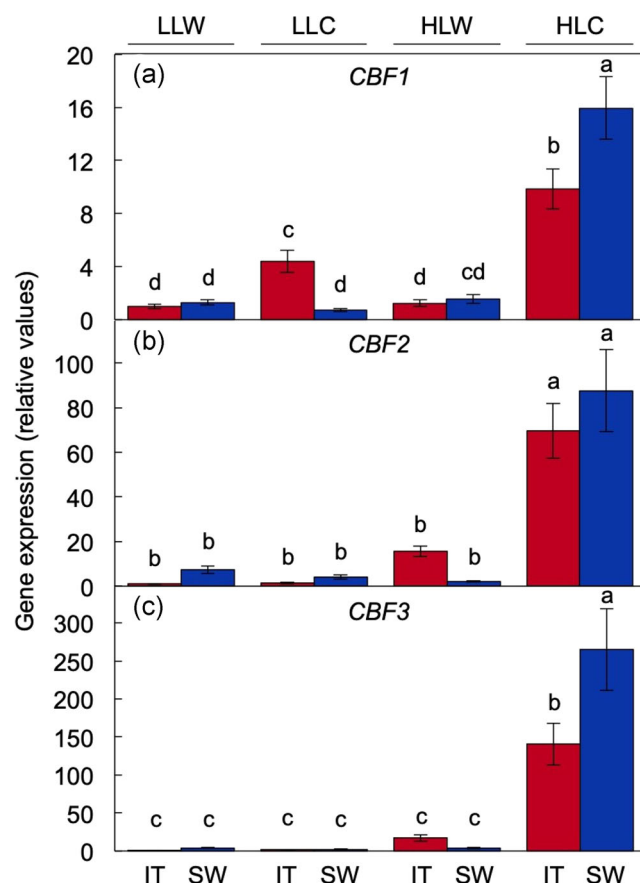 LLW LLC HLW HLC
(a) CBF1
20
16
12
8
4
0
d d c d d cd b a
(b) CBF2
100
80
60
40
20
0
b b b b b b a a
(c) CBF3
300
250
200
150
100
50
0
c c c c c c b a
IT SW IT SW IT SW IT SW
Gene expression (relative values)